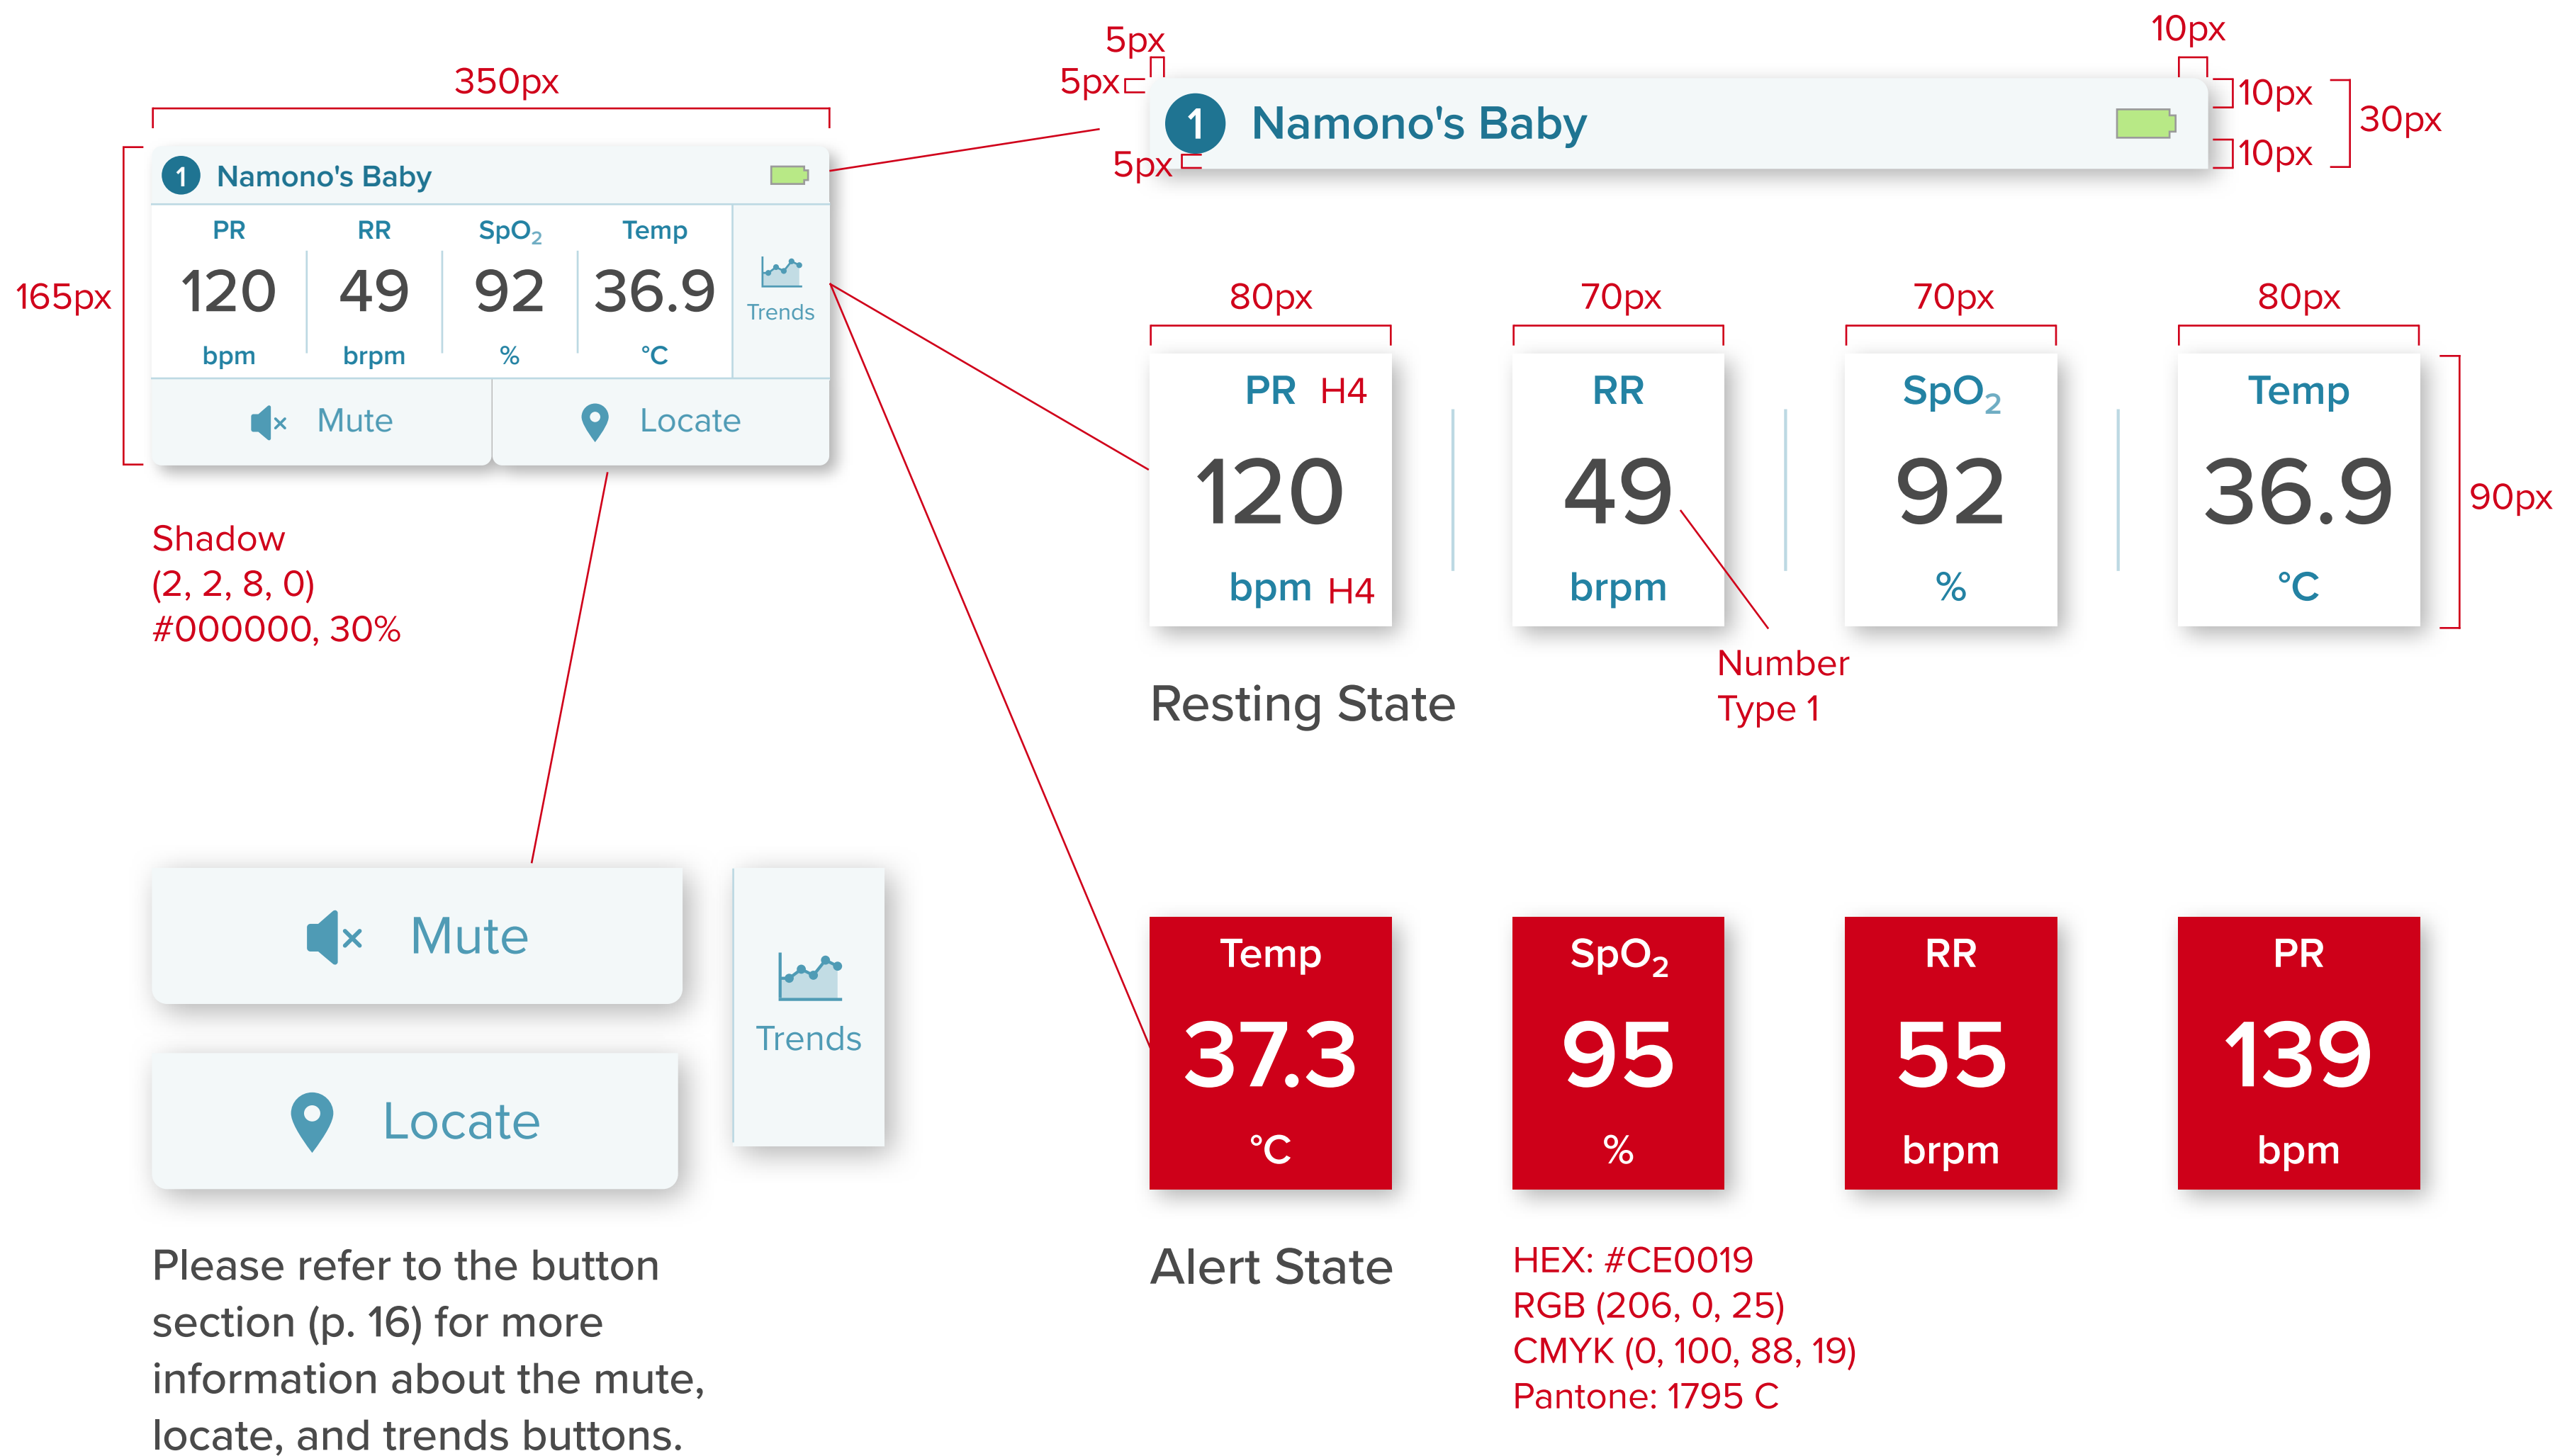 350px
165px
1 Namono's Baby
PR RR SpO₂ Temp
120 49 92 36.9
bpm brpm % °C
Trends
Mute Locate
Shadow
(2, 2, 8, 0)
#000000, 30%
5px
5px
5px
1 Namono's Baby
10px
10px
10px
30px
80px 70px 70px 80px
PR H4 RR SpO₂ Temp
120 49 92 36.9
bpm H4 brpm % °C
90px
Number
Type 1
Resting State
Mute
Locate
Trends
Please refer to the button
section (p. 16) for more
information about the mute,
locate, and trends buttons.
Temp SpO₂ RR PR
37.3 95 55 139
°C % brpm bpm
Alert State
HEX: #CE0019
RGB (206, 0, 25)
CMYK (0, 100, 88, 19)
Pantone: 1795 C